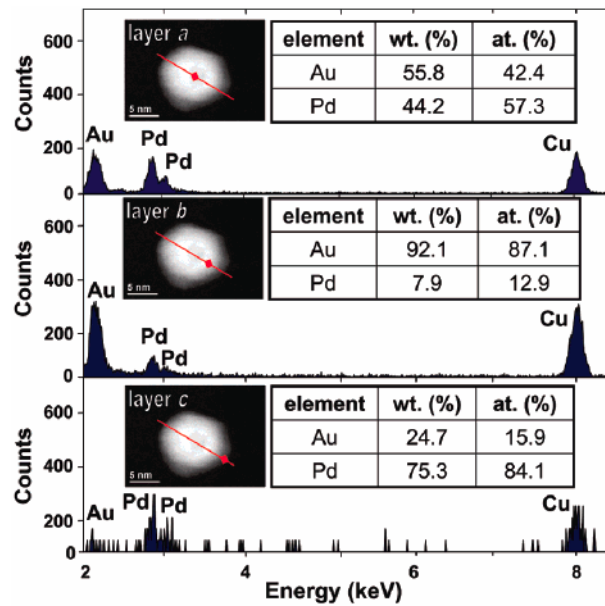 layer a
5 nm
element wt. (%) at. (%)
Au 55.8 42.4
Pd 44.2 57.3
Counts
600
400
200
0
Au
Pd
Pd
Cu
layer b
5 nm
element wt. (%) at. (%)
Au 92.1 87.1
Pd 7.9 12.9
Counts
600
400
200
0
Au
Pd
Pd
Cu
layer c
5 nm
element wt. (%) at. (%)
Au 24.7 15.9
Pd 75.3 84.1
Counts
600
400
200
0
Au
Pd
Pd
Cu
2 4 6 8
Energy (keV)